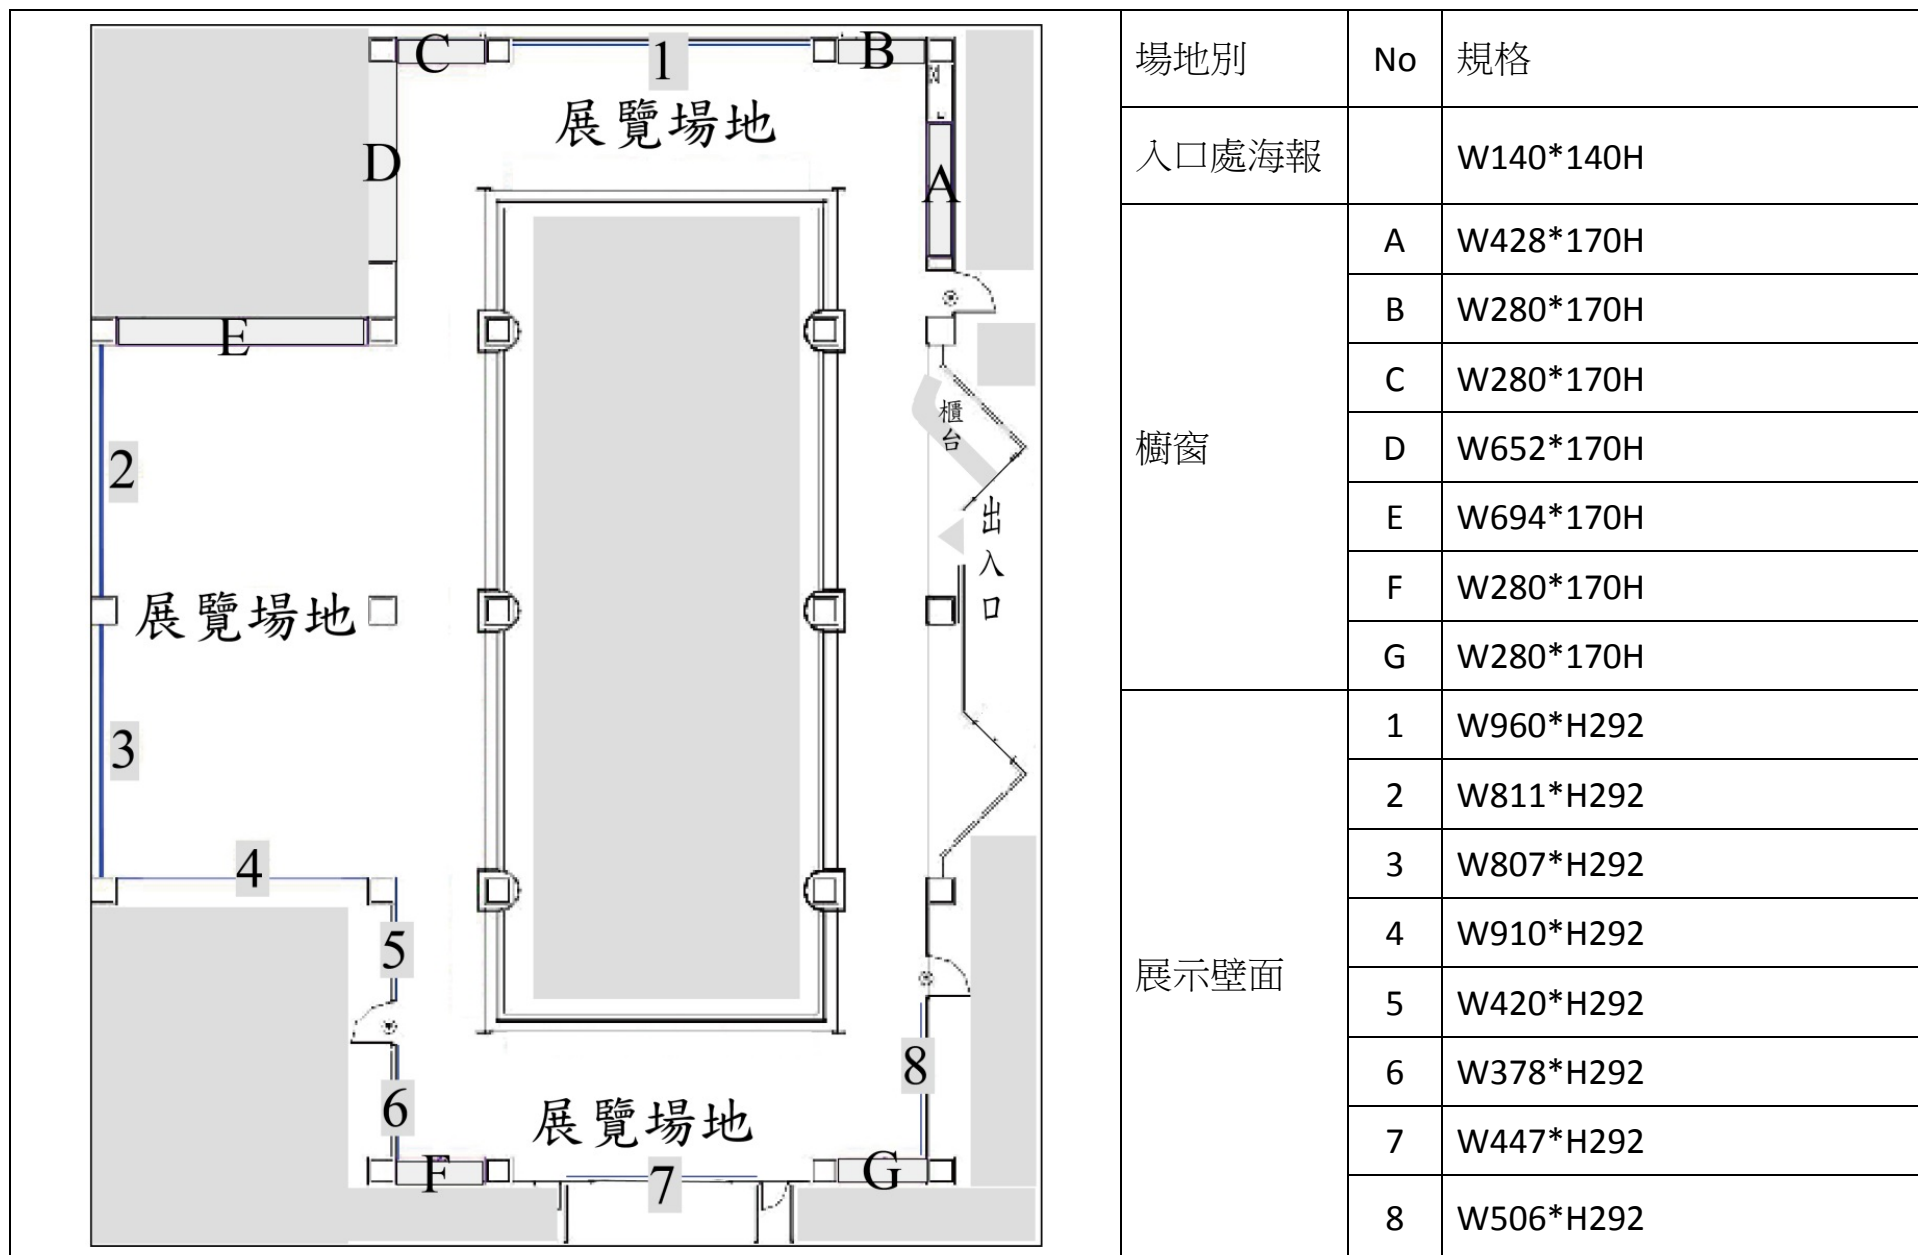 C
1
B
展覽場地
D
A
E
櫃
台
2
出
入
口
展覽場地
3
4
5
8
6
展覽場地
F
7
G
場地別 No 規格
入口處海報 W140*140H
櫥窗
A W428*170H
B W280*170H
C W280*170H
D W652*170H
E W694*170H
F W280*170H
G W280*170H
展示壁面
1 W960*H292
2 W811*H292
3 W807*H292
4 W910*H292
5 W420*H292
6 W378*H292
7 W447*H292
8 W506*H292